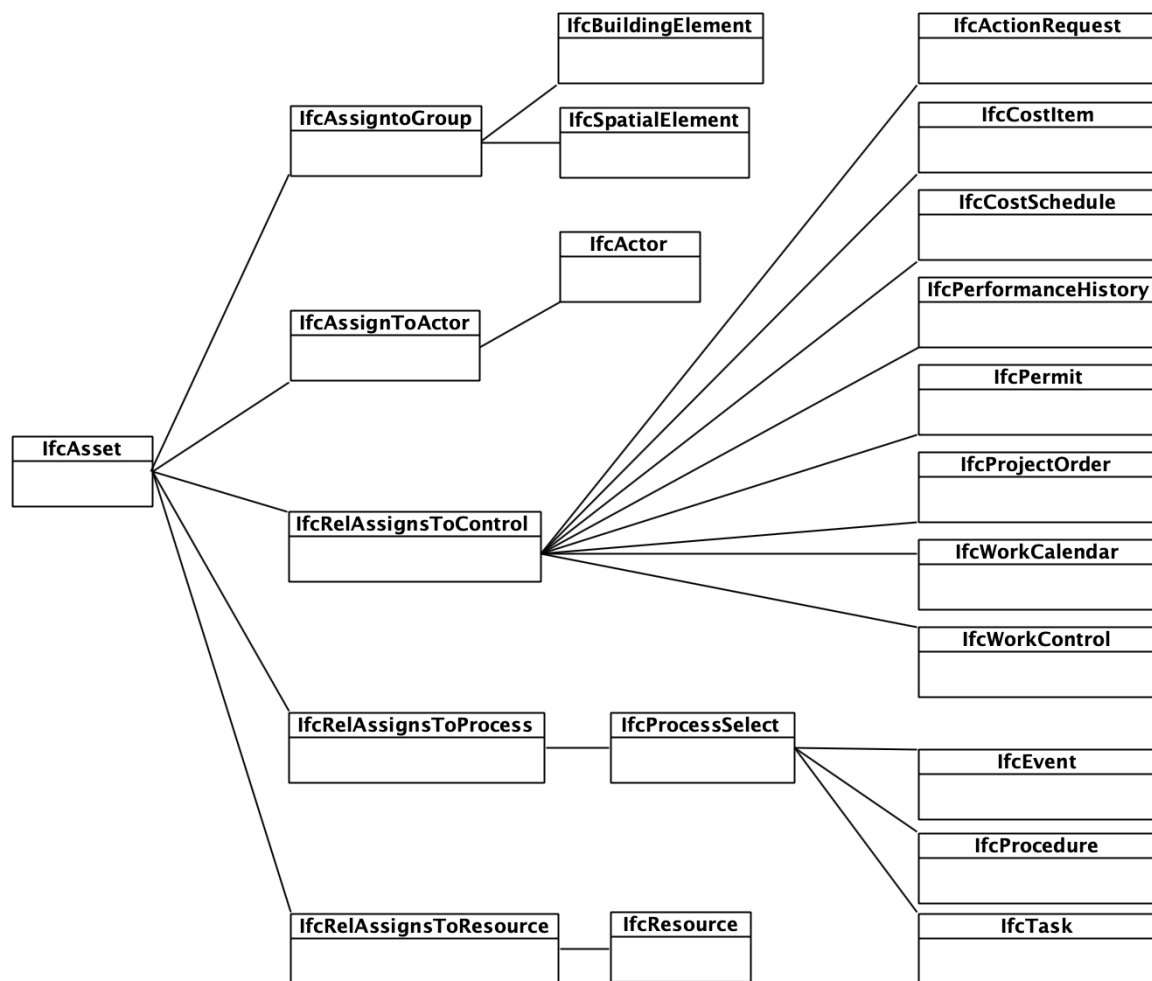 IfcBuildingElement
IfcActionRequest
IfcAssigntoGroup
IfcSpatialElement
IfcCostItem
IfcCostSchedule
IfcActor
IfcPerformanceHistory
IfcAssignToActor
IfcPermit
IfcAsset
IfcProjectOrder
IfcRelAssignsToControl
IfcWorkCalendar
IfcWorkControl
IfcRelAssignsToProcess
IfcProcessSelect
IfcEvent
IfcProcedure
IfcRelAssignsToResource
IfcResource
IfcTask